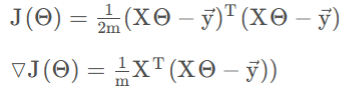 J(Θ) = 1/2m (XΘ − y⃗)ᵀ (XΘ − y⃗)
▽J(Θ) = 1/m Xᵀ (XΘ − y⃗))